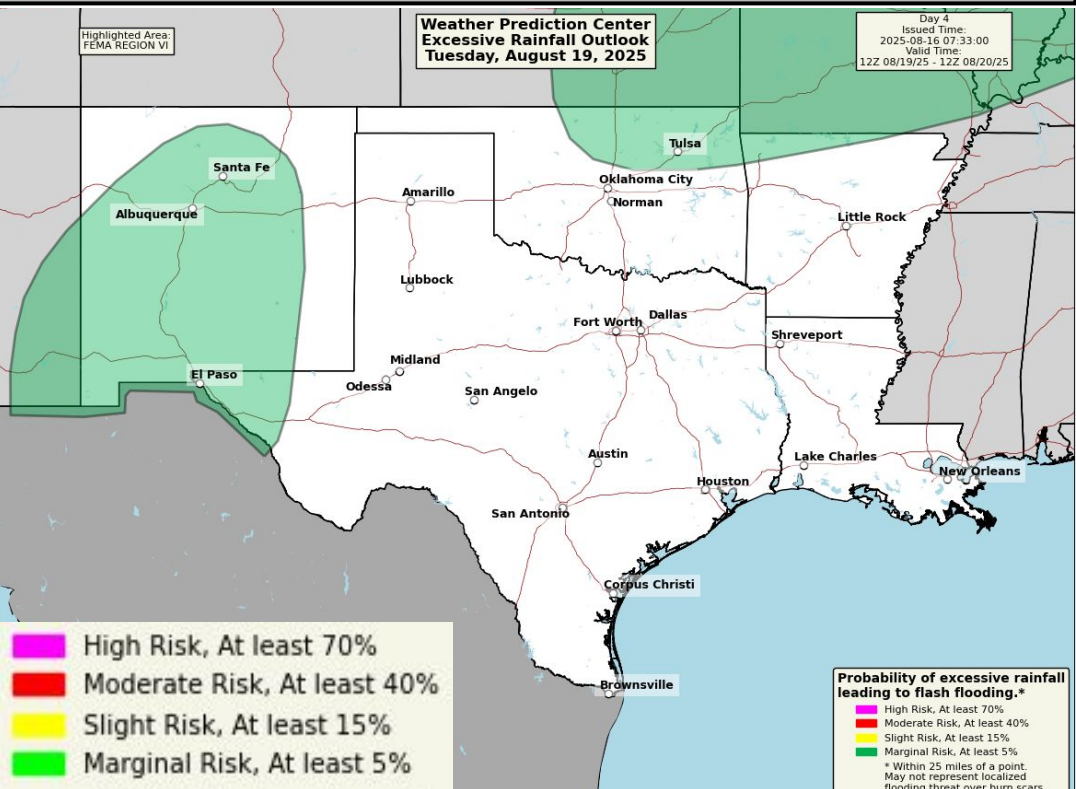 Highlighted Area:
FEMA REGION VI
Weather Prediction Center
Excessive Rainfall Outlook
Tuesday, August 19, 2025
Day 4
Issued Time:
2025-08-16 07:33:00
Valid Time:
12Z 08/19/25 - 12Z 08/20/25
Tulsa
Santa Fe
Oklahoma City
Amarillo
Norman
Albuquerque
Little Rock
Lubbock
Dallas
Fort Worth
Shreveport
Midland
El Paso
Odessa
San Angelo
Austin
Lake Charles
New Orleans
Houston
San Antonio
Corpus Christi
Brownsville
High Risk, At least 70%
Moderate Risk, At least 40%
Slight Risk, At least 15%
Marginal Risk, At least 5%
Probability of excessive rainfall
leading to flash flooding.*
High Risk, At least 70%
Moderate Risk, At least 40%
Slight Risk, At least 15%
Marginal Risk, At least 5%
* Within 25 miles of a point.
May not represent localized
flooding threat over burn scars